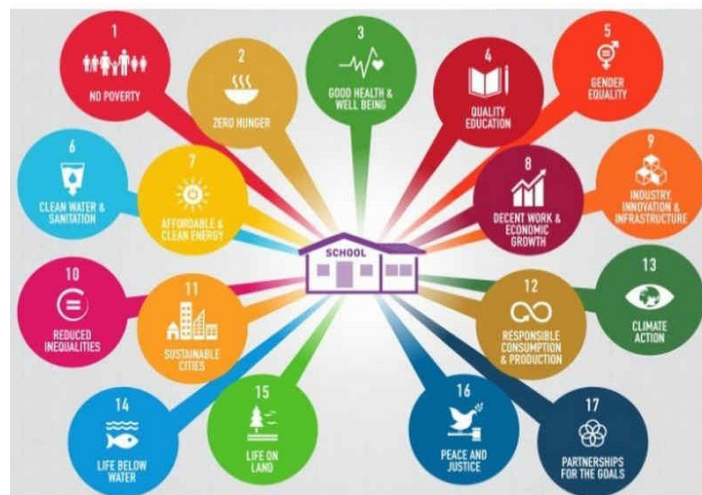 1
NO POVERTY
2
ZERO HUNGER
3
GOOD HEALTH &
WELL BEING
4
QUALITY
EDUCATION
5
GENDER
EQUALITY
6
CLEAN WATER &
SANITATION
7
AFFORDABLE &
CLEAN ENERGY
8
DECENT WORK &
ECONOMIC
GROWTH
9
INDUSTRY,
INNOVATION &
INFRASTRUCTURE
SCHOOL
10
REDUCED
INEQUALITIES
11
SUSTAINABLE
CITIES
12
RESPONSIBLE
CONSUMPTION
& PRODUCTION
13
CLIMATE
ACTION
14
LIFE BELOW
WATER
15
LIFE ON
LAND
16
PEACE AND
JUSTICE
17
PARTNERSHIPS
FOR THE GOALS